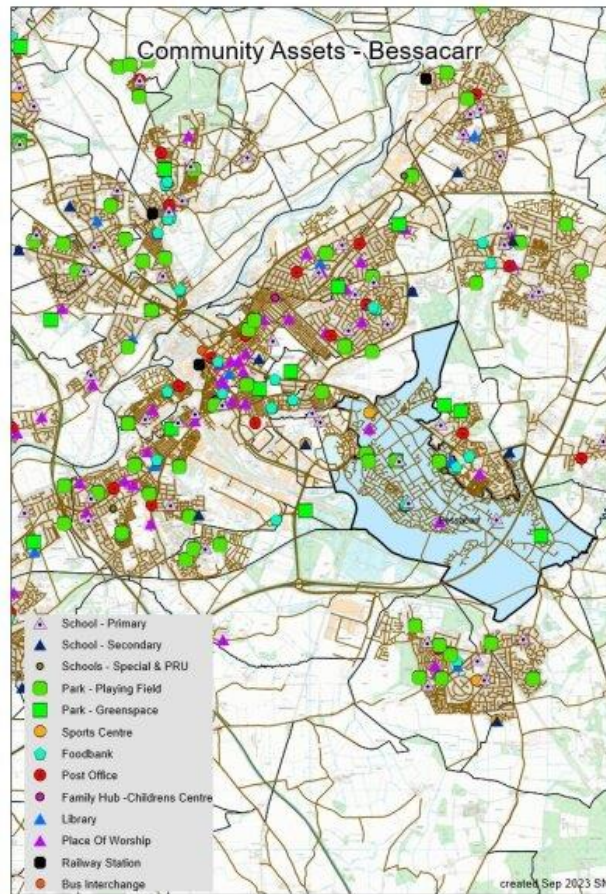 Community Assets - Bessacarr
Bessacarr
School - Primary
School - Secondary
Schools - Special & PRU
Park - Playing Field
Park - Greenspace
Sports Centre
Foodbank
Post Office
Family Hub -Childrens Centre
Library
Place Of Worship
Railway Station
Bus Interchange
created Sep 2023